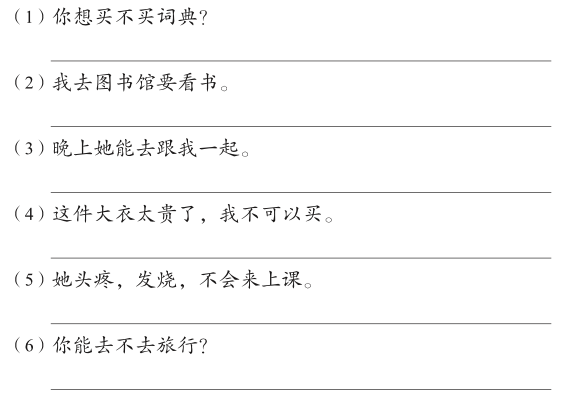 （1）你想买不买词典？
（2）我去图书馆要看书。
（3）晚上她能去跟我一起。
（4）这件大衣太贵了，我不可以买。
（5）她头疼，发烧，不会来上课。
（6）你能去不去旅行？